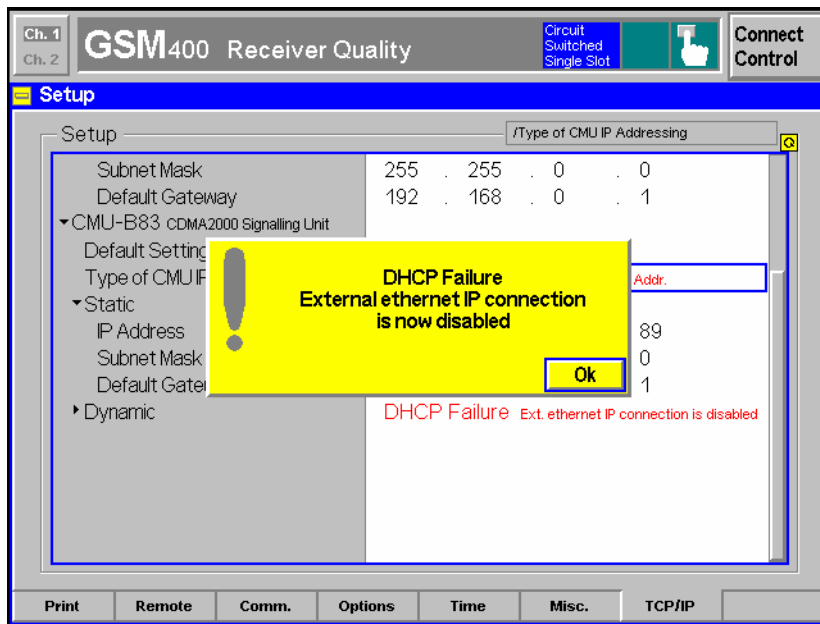 Ch. 1
Ch. 2
GSM400 Receiver Quality
Circuit
Switched
Single Slot
Connect
Control
Setup
Setup
/Type of CMU IP Addressing
Subnet Mask 255 . 255 . 0 . 0
Default Gateway 192 . 168 . 0 . 1
CMU-B83 CDMA2000 Signalling Unit
Default Setting
Type of CMU IP Addr.
Static
IP Address 89
Subnet Mask 0
Default Gate 1
Dynamic DHCP Failure Ext. ethernet IP connection is disabled
DHCP Failure
External ethernet IP connection
is now disabled
Ok
Print Remote Comm. Options Time Misc. TCP/IP